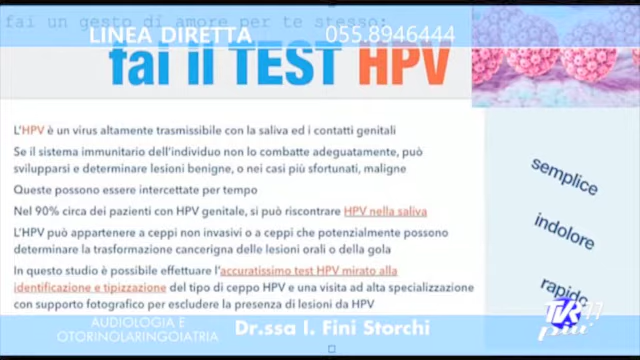 fai un gesto di amore per te stesso:
LINEA DIRETTA 055.8946444
fai il TEST HPV
L'HPV è un virus altamente trasmissibile con la saliva ed i contatti genitali
Se il sistema immunitario dell'individuo non lo combatte adeguatamente, può
svilupparsi e determinare lesioni benigne, o nei casi più sfortunati, maligne
Queste possono essere intercettate per tempo
Nel 90% circa dei pazienti con HPV genitale, si può riscontrare HPV nella saliva
L'HPV può appartenere a ceppi non invasivi o a ceppi che potenzialmente possono
determinare la trasformazione cancerigna delle lesioni orali o della gola
In questo studio è possibile effettuare l'accuratissimo test HPV mirato alla
identificazione e tipizzazione del tipo di ceppo HPV e una visita ad alta specializzazione
con supporto fotografico per escludere la presenza di lesioni da HPV
semplice
indolore
rapido
AUDIOLOGIA E
OTORINOLARINGOIATRIA
Dr.ssa I. Fini Storchi
più